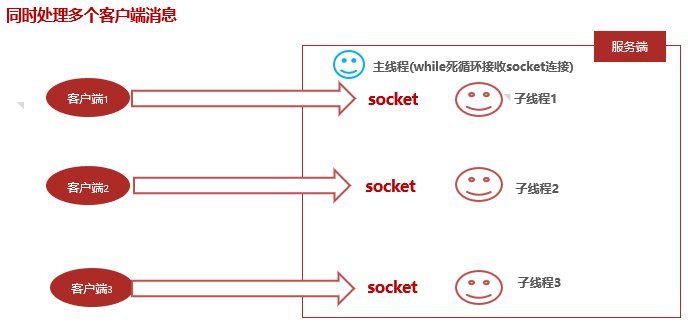 同时处理多个客户端消息
服务端
主线程(while死循环接收socket连接)
客户端1
socket
子线程1
客户端2
socket
子线程2
客户端3
socket
子线程3